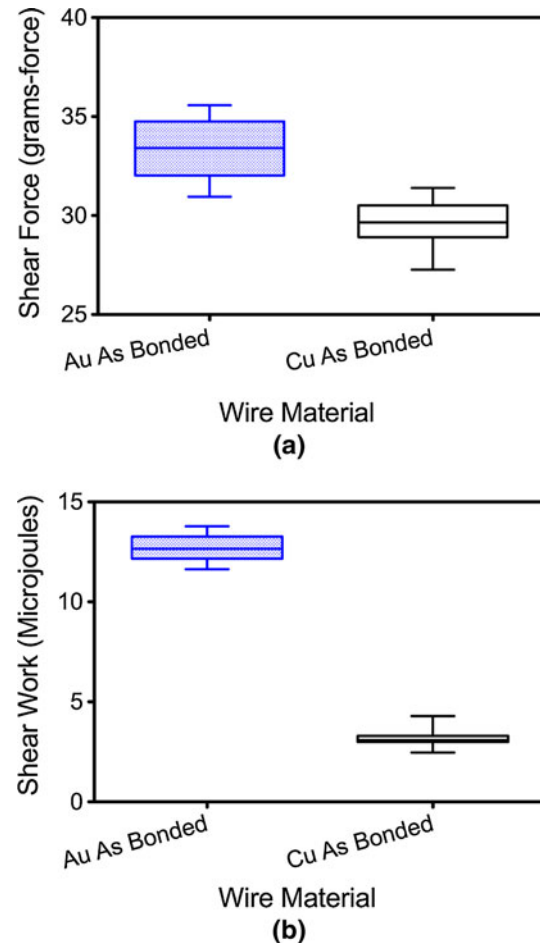 Shear Force (grams-force)
40
35
30
25
Au As Bonded
Cu As Bonded
Wire Material
(a)
Shear Work (Microjoules)
15
10
5
0
Au As Bonded
Cu As Bonded
Wire Material
(b)